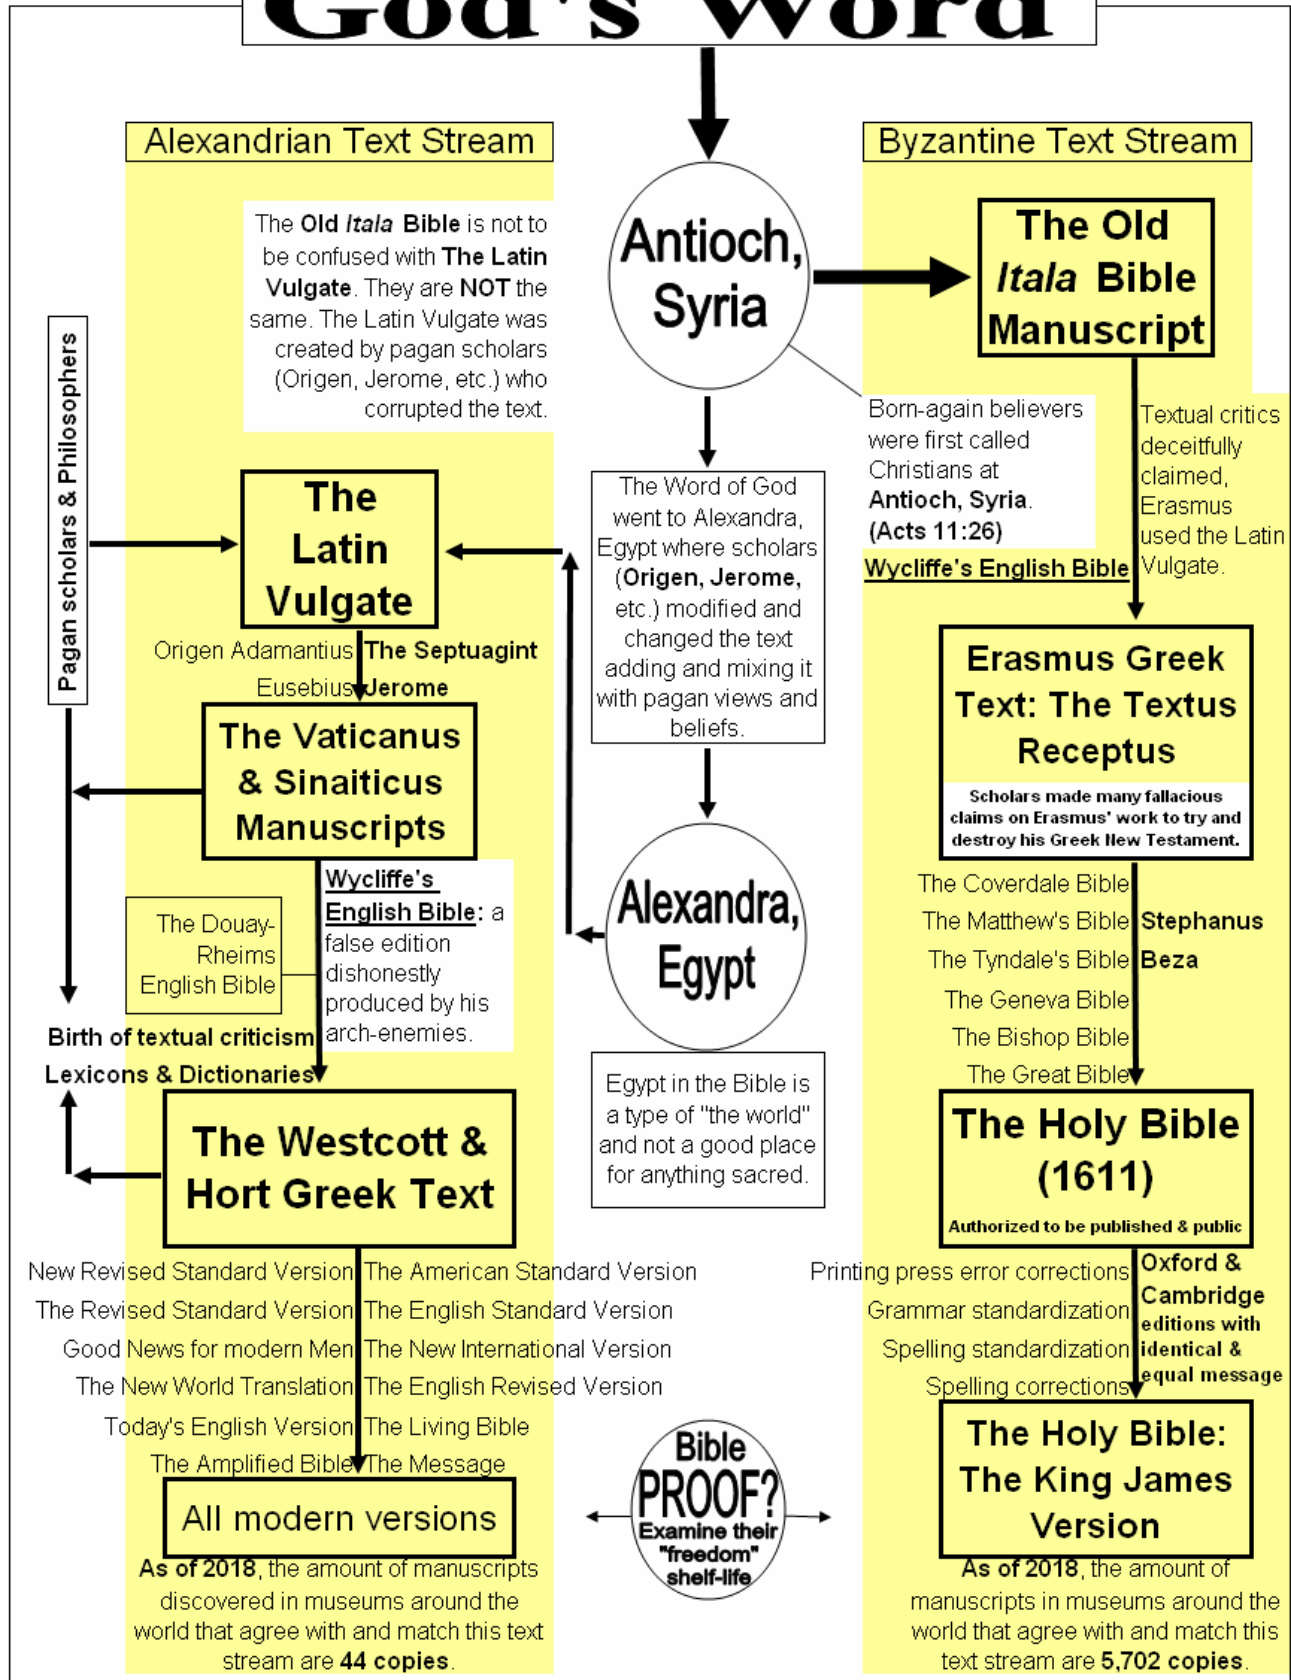 God's Word
Alexandrian Text Stream
Byzantine Text Stream
The Old Itala Bible is not to
be confused with The Latin
Vulgate. They are NOT the
same. The Latin Vulgate was
created by pagan scholars
(Origen, Jerome, etc.) who
corrupted the text.
Antioch,
Syria
The Old
Itala Bible
Manuscript
Pagan scholars & Philosophers
Born-again believers
were first called
Christians at
Antioch, Syria.
(Acts 11:26)
Wycliffe's English Bible
Textual critics
deceitfully
claimed,
Erasmus
used the Latin
Vulgate.
The
Latin
Vulgate
The Word of God
went to Alexandra,
Egypt where scholars
(Origen, Jerome,
etc.) modified and
changed the text
adding and mixing it
with pagan views and
beliefs.
Origen Adamantius
The Septuagint
Eusebius
Jerome
Erasmus Greek
Text: The Textus
Receptus
Scholars made many fallacious
claims on Erasmus' work to try and
destroy his Greek New Testament.
The Vaticanus
& Sinaiticus
Manuscripts
Wycliffe's
English Bible: a
false edition
dishonestly
produced by his
arch-enemies.
The Douay-
Rheims
English Bible
Alexandra,
Egypt
The Coverdale Bible
The Matthew's Bible
Stephanus
The Tyndale's Bible
Beza
The Geneva Bible
The Bishop Bible
The Great Bible
Birth of textual criticism
Lexicons & Dictionaries
Egypt in the Bible is
a type of "the world"
and not a good place
for anything sacred.
The Westcott &
Hort Greek Text
The Holy Bible
(1611)
Authorized to be published & public
New Revised Standard Version
The American Standard Version
The Revised Standard Version
The English Standard Version
Good News for modern Men
The New International Version
The New World Translation
The English Revised Version
Today's English Version
The Living Bible
The Amplified Bible
The Message
Printing press error corrections
Grammar standardization
Spelling standardization
Spelling corrections
Oxford &
Cambridge
editions with
identical &
equal message
All modern versions
Bible
PROOF?
Examine their
"freedom"
shelf-life
The Holy Bible:
The King James
Version
As of 2018, the amount of manuscripts
discovered in museums around the
world that agree with and match this text
stream are 44 copies.
As of 2018, the amount of
manuscripts in museums around the
world that agree with and match this
text stream are 5,702 copies.